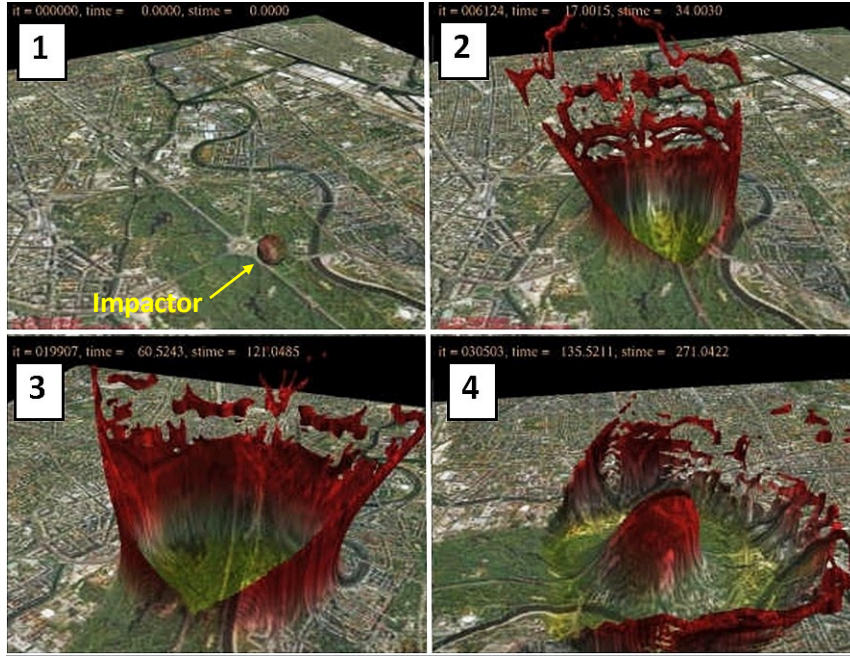 it = 000000, time = 0.0000, stime = 0.0000
1
Impactor
it = 006124, time = 17.0015, stime = 34.0030
2
it = 019907, time = 60.5243, stime = 121.0485
3
it = 030503, time = 135.5211, stime = 271.0422
4